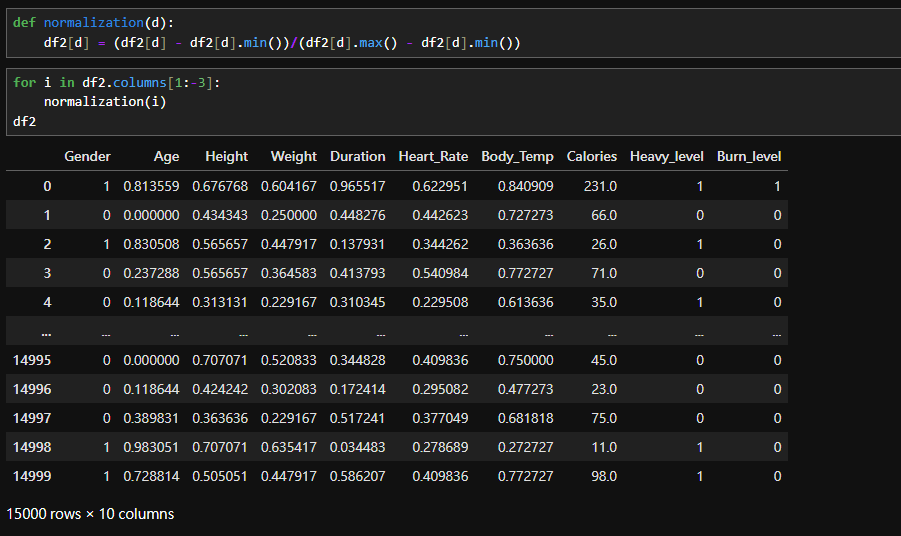 def normalization(d):
    df2[d] = (df2[d] - df2[d].min())/(df2[d].max() - df2[d].min())
for i in df2.columns[1:-3]:
    normalization(i)
df2
Gender Age Height Weight Duration Heart_Rate Body_Temp Calories Heavy_level Burn_level
0 1 0.813559 0.676768 0.604167 0.965517 0.622951 0.840909 231.0 1 1
1 0 0.000000 0.434343 0.250000 0.448276 0.442623 0.727273 66.0 0 0
2 1 0.830508 0.565657 0.447917 0.137931 0.344262 0.363636 26.0 1 0
3 0 0.237288 0.565657 0.364583 0.413793 0.540984 0.772727 71.0 0 0
4 0 0.118644 0.313131 0.229167 0.310345 0.229508 0.613636 35.0 1 0
... ... ... ... ... ... ... ... ... ... ...
14995 0 0.000000 0.707071 0.520833 0.344828 0.409836 0.750000 45.0 0 0
14996 0 0.118644 0.424242 0.302083 0.172414 0.295082 0.477273 23.0 0 0
14997 0 0.389831 0.363636 0.229167 0.517241 0.377049 0.681818 75.0 0 0
14998 1 0.983051 0.707071 0.635417 0.034483 0.278689 0.272727 11.0 1 0
14999 1 0.728814 0.505051 0.447917 0.586207 0.409836 0.772727 98.0 1 0
15000 rows × 10 columns